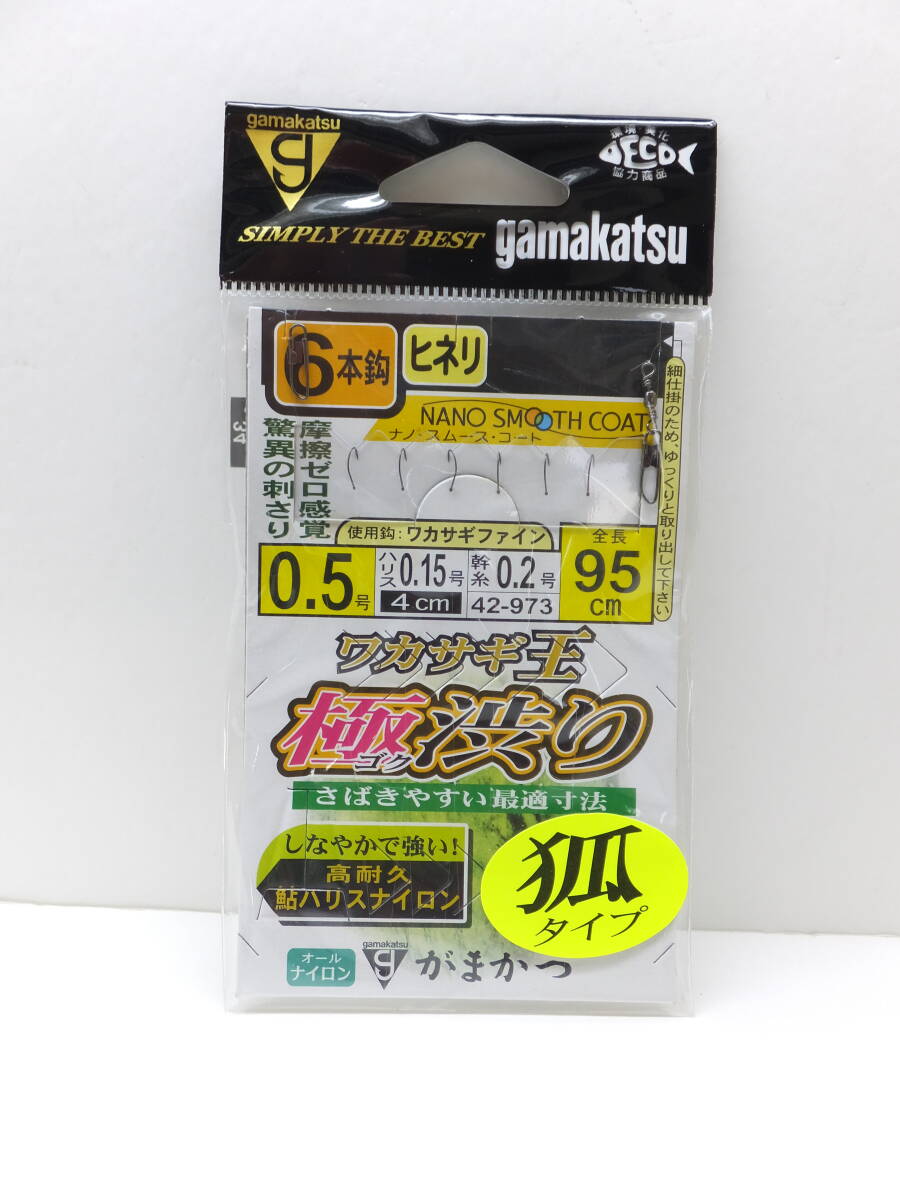 gamakatsu
環境・美化
ECO
協力商品
SIMPLY THE BEST
gamakatsu
6本鈎
ヒネリ
NANO SMOOTH COAT
ナノ・スムース・コート
摩擦ゼロ感覚
驚異の刺さり
細仕掛のため、ゆっくりと取り出して下さい
使用鈎:ワカサギファイン
0.5号
ハリス0.15号
4cm
幹糸0.2号
42-973
全長
95
cm
ワカサギ王
極渋り
ゴク
さばきやすい最適寸法
しなやかで強い!
高耐久
鮎ハリスナイロン
狐
タイプ
オール
ナイロン
gamakatsu
がまかつ